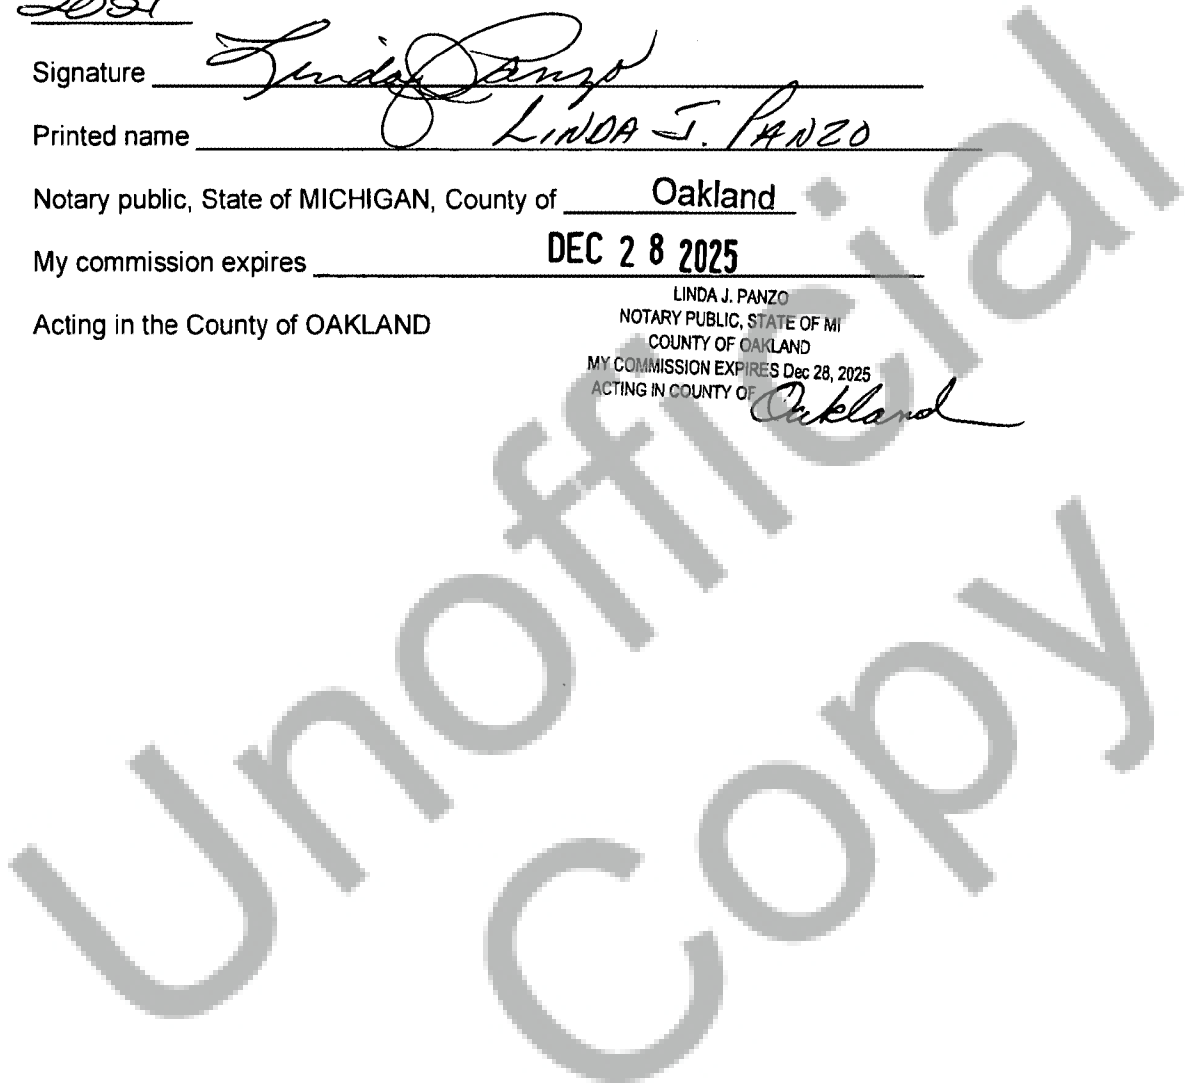 Signature Linda J Panzo
Printed name LINDA J. PANZO
Notary public, State of MICHIGAN, County of Oakland
My commission expires DEC 28 2025
Acting in the County of OAKLAND
LINDA J. PANZO
NOTARY PUBLIC, STATE OF MI
COUNTY OF OAKLAND
MY COMMISSION EXPIRES Dec 28, 2025
ACTING IN COUNTY OF Oakland
Unofficial
Copy